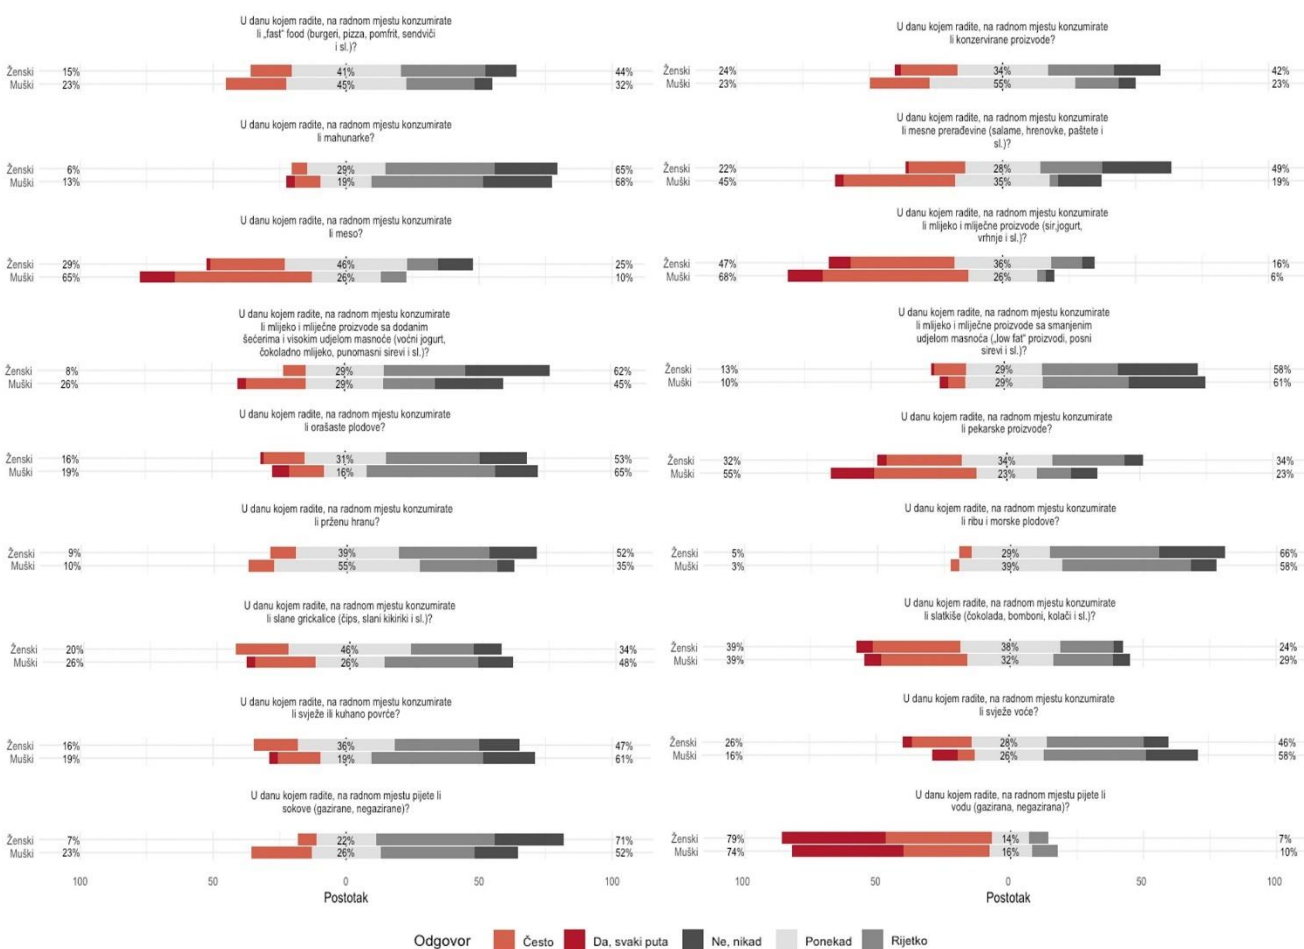 U danu kojem radite, na radnom mjestu konzumirate
li „fast“ food (burgeri, pizza, pomfrit, sendviči
i sl.)?
Ženski 15% 41% 44%
Muški 23% 45% 32%
U danu kojem radite, na radnom mjestu konzumirate
li mahunarke?
Ženski 6% 29% 65%
Muški 13% 19% 68%
U danu kojem radite, na radnom mjestu konzumirate
li meso?
Ženski 29% 46% 25%
Muški 65% 26% 10%
U danu kojem radite, na radnom mjestu konzumirate
li mlijeko i mliječne proizvode sa dodanim
šećerima i visokim udjelom masnoće (voćni jogurt,
čokoladno mlijeko, punomasni sirevi i sl.)?
Ženski 8% 29% 62%
Muški 26% 29% 45%
U danu kojem radite, na radnom mjestu konzumirate
li orašaste plodove?
Ženski 16% 31% 53%
Muški 19% 16% 65%
U danu kojem radite, na radnom mjestu konzumirate
li prženu hranu?
Ženski 9% 39% 52%
Muški 10% 55% 35%
U danu kojem radite, na radnom mjestu konzumirate
li slane grickalice (čips, slani kikiriki i sl.)?
Ženski 20% 46% 34%
Muški 26% 26% 48%
U danu kojem radite, na radnom mjestu konzumirate
li svježe ili kuhano povrće?
Ženski 16% 36% 47%
Muški 19% 19% 61%
U danu kojem radite, na radnom mjestu pijete li
sokove (gazirane, negazirane)?
Ženski 7% 22% 71%
Muški 23% 26% 52%
100 50 0 50 100
Postotak
U danu kojem radite, na radnom mjestu konzumirate
li konzervirane proizvode?
Ženski 24% 34% 42%
Muški 23% 55% 23%
U danu kojem radite, na radnom mjestu konzumirate
li mesne prerađevine (salame, hrenovke, paštete i
sl.)?
Ženski 22% 28% 49%
Muški 45% 35% 19%
U danu kojem radite, na radnom mjestu konzumirate
li mlijeko i mliječne proizvode (sir,jogurt,
vrhnje i sl.)?
Ženski 47% 36% 16%
Muški 68% 26% 6%
U danu kojem radite, na radnom mjestu konzumirate
li mlijeko i mliječne proizvode sa smanjenim
udjelom masnoća („low fat“ proizvodi, posni
sirevi i sl.)?
Ženski 13% 29% 58%
Muški 10% 29% 61%
U danu kojem radite, na radnom mjestu konzumirate
li pekarske proizvode?
Ženski 32% 34% 34%
Muški 55% 23% 23%
U danu kojem radite, na radnom mjestu konzumirate
li ribu i morske plodove?
Ženski 5% 29% 66%
Muški 3% 39% 58%
U danu kojem radite, na radnom mjestu konzumirate
li slatkiše (čokolada, bomboni, kolači i sl.)?
Ženski 39% 38% 24%
Muški 39% 32% 29%
U danu kojem radite, na radnom mjestu konzumirate
li svježe voće?
Ženski 26% 28% 46%
Muški 16% 26% 58%
U danu kojem radite, na radnom mjestu pijete li
vodu (gazirana, negazirana)?
Ženski 79% 14% 7%
Muški 74% 16% 10%
100 50 0 50 100
Postotak
Odgovor Često Da, svaki puta Ne, nikad Ponekad Rijetko